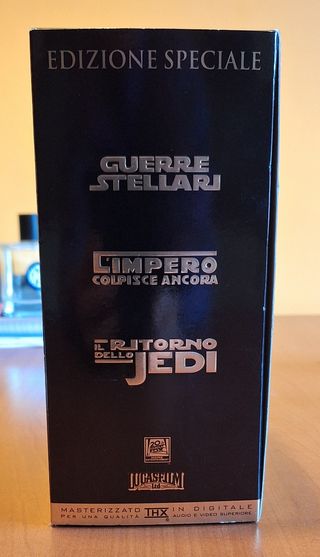 EDIZIONE SPECIALE
GUERRE
STELLARI
L'IMPERO
COLPISCE ANCORA
IL RITORNO
DELLO JEDI
LUCASFILM
Ltd
MASTERIZZATO IN DIGITALE
PER UNA QUALITÀ THX AUDIO E VIDEO SUPERIORE